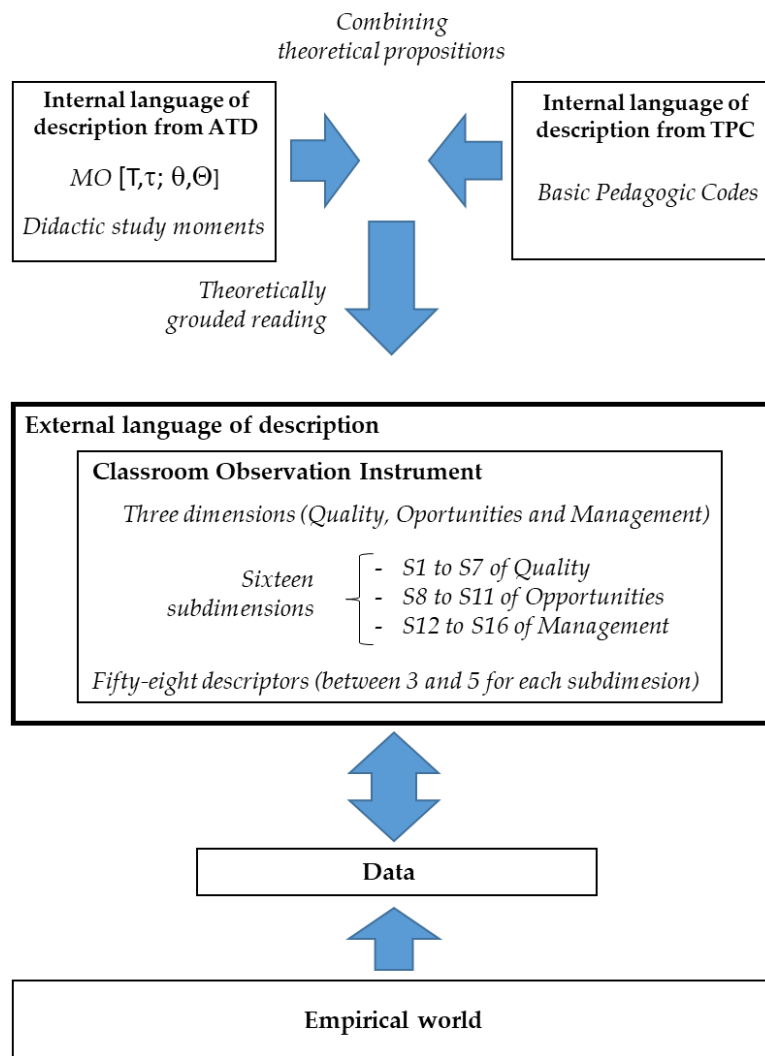 Combining
theoretical propositions
Internal language of
description from ATD
MO [T,τ; θ,Θ]
Didactic study moments
Internal language of
description from TPC
Basic Pedagogic Codes
Theoretically
grouded reading
External language of description
Classroom Observation Instrument
Three dimensions (Quality, Oportunities and Management)
Sixteen
subdimensions
- S1 to S7 of Quality
- S8 to S11 of Opportunities
- S12 to S16 of Management
Fifty-eight descriptors (between 3 and 5 for each subdimesion)
Data
Empirical world